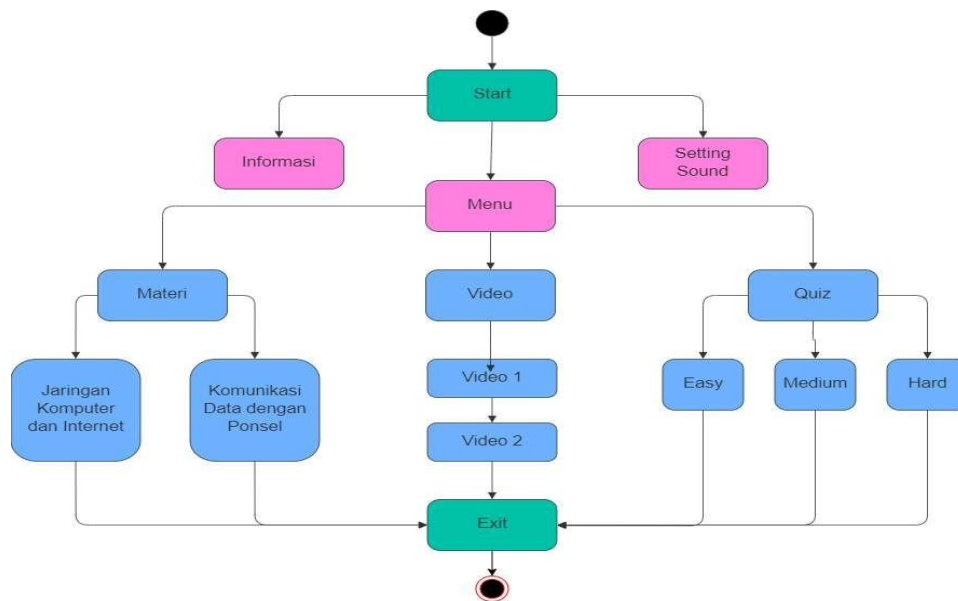 Start
Informasi
Setting
Sound
Menu
Materi
Video
Quiz
Jaringan
Komputer
dan Internet
Komunikasi
Data dengan
Ponsel
Video 1
Video 2
Easy
Medium
Hard
Exit